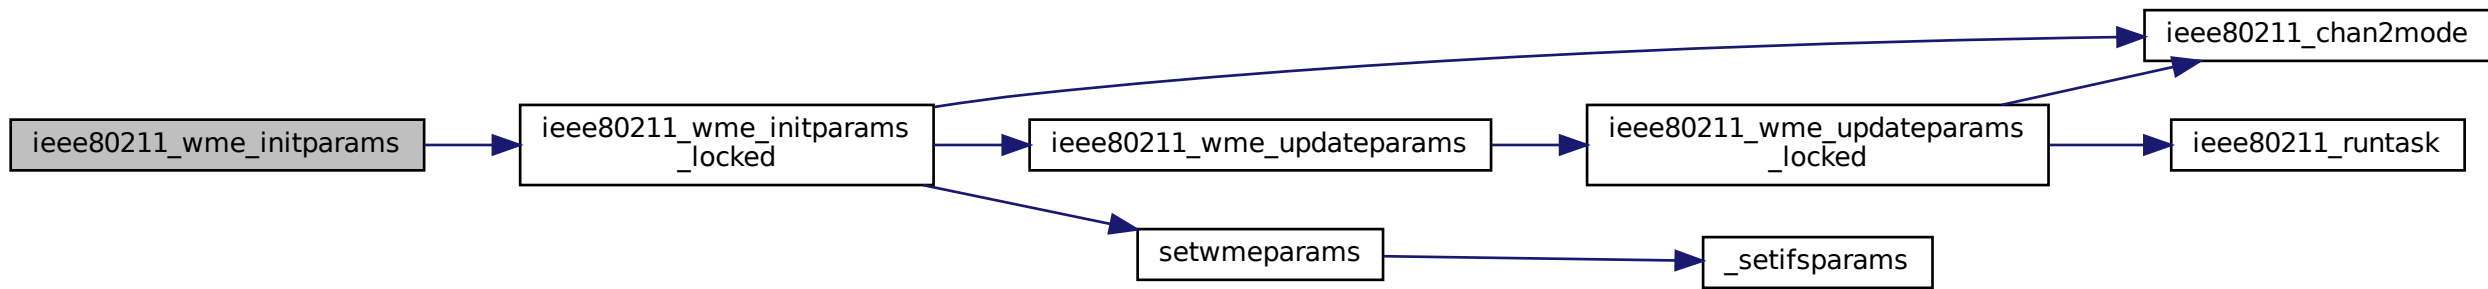 ieee80211_wme_initparams
ieee80211_wme_initparams
_locked
ieee80211_chan2mode
ieee80211_wme_updateparams
ieee80211_wme_updateparams
_locked
ieee80211_runtask
setwmeparams
_setifsparams